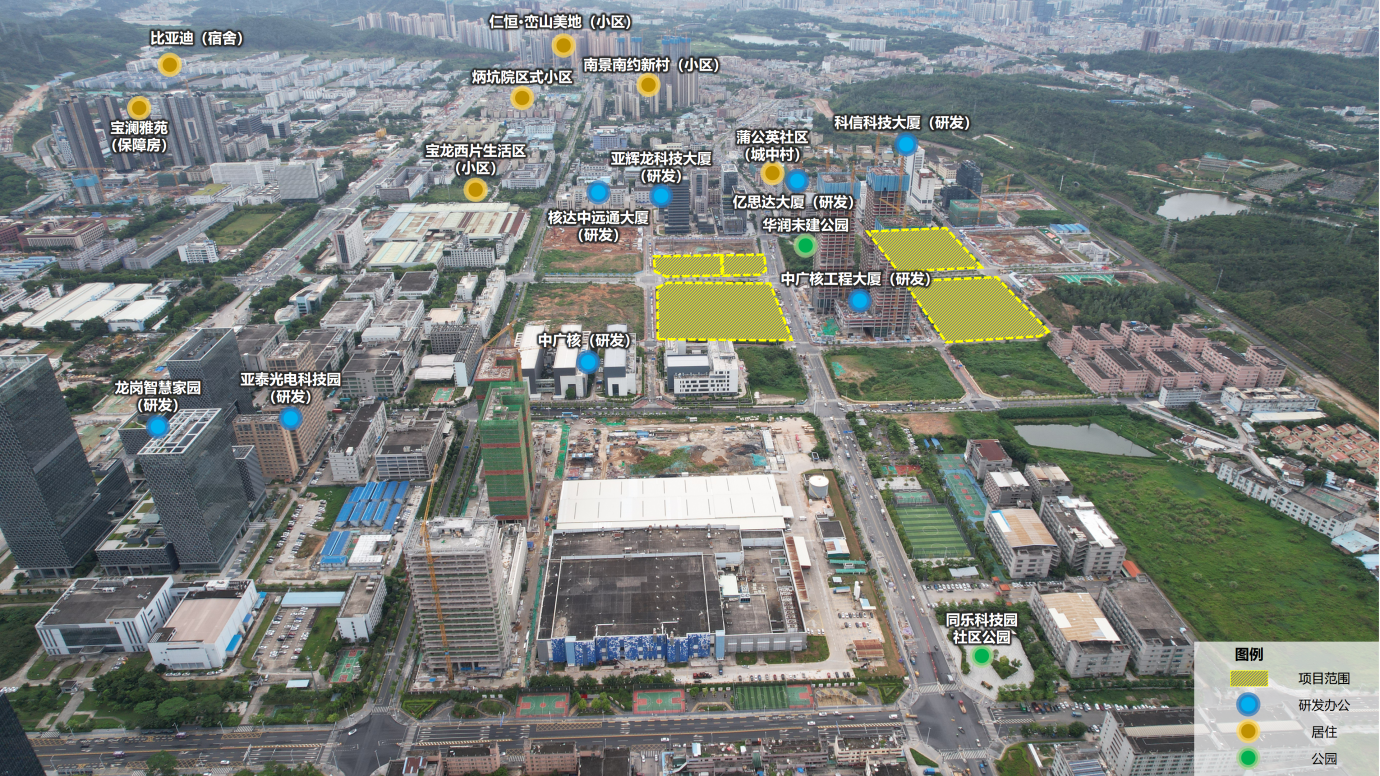 比亚迪（宿舍）
仁恒·峦山美地（小区）
南景南约新村（小区）
炳坑院区式小区
宝澜雅苑
（保障房）
科信科技大厦（研发）
蒲公英社区
（城中村）
宝龙西片生活区
（小区）
亚辉龙科技大厦
（研发）
亿思达大厦（研发）
核达中远通大厦
（研发）
华润未建公园
中广核工程大厦（研发）
中广核（研发）
龙岗智慧家园
（研发）
亚泰光电科技园
（研发）
同乐科技园
社区公园
图例
项目范围
研发办公
居住
公园